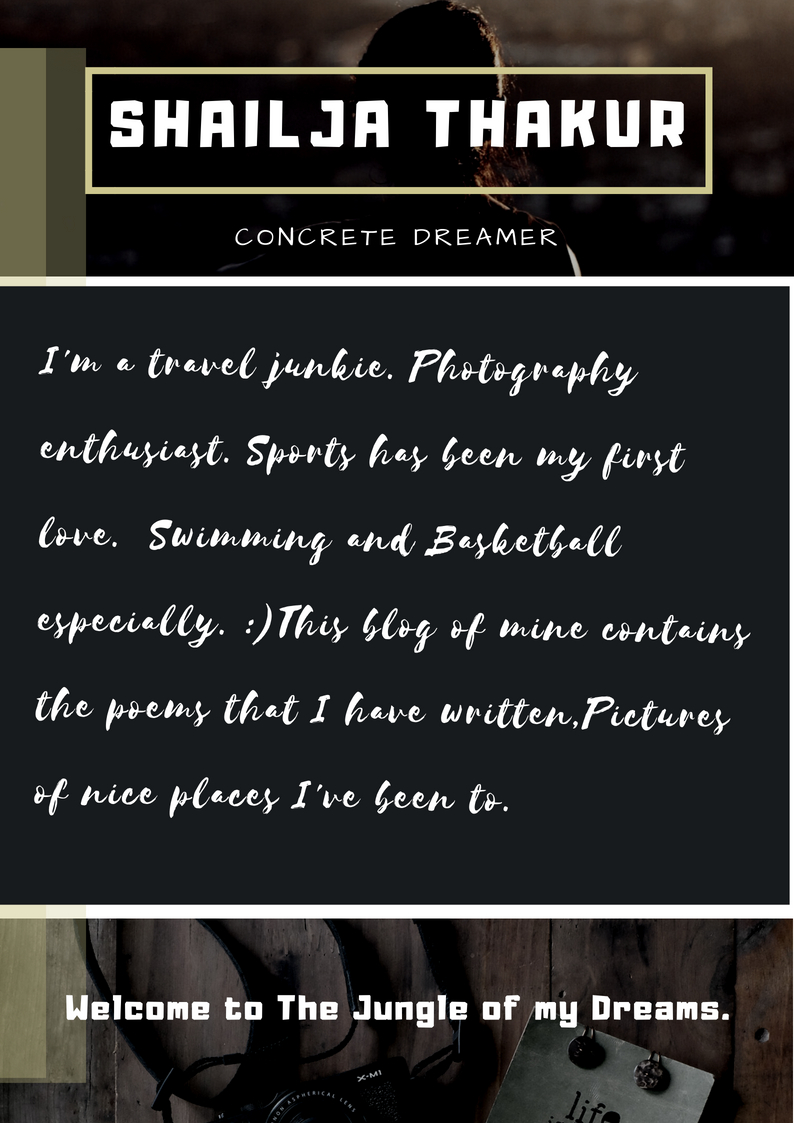 SHAILJA THAKUR
CONCRETE DREAMER
I'm a travel junkie. Photography
enthusiast. Sports has been my first
love.  Swimming and Basketball
especially. :)This blog of mine contains
the poems that I have written,Pictures
of nice places I've been to.
Welcome to The Jungle of my Dreams.
X-M1
ASPHERICAL LENS
life